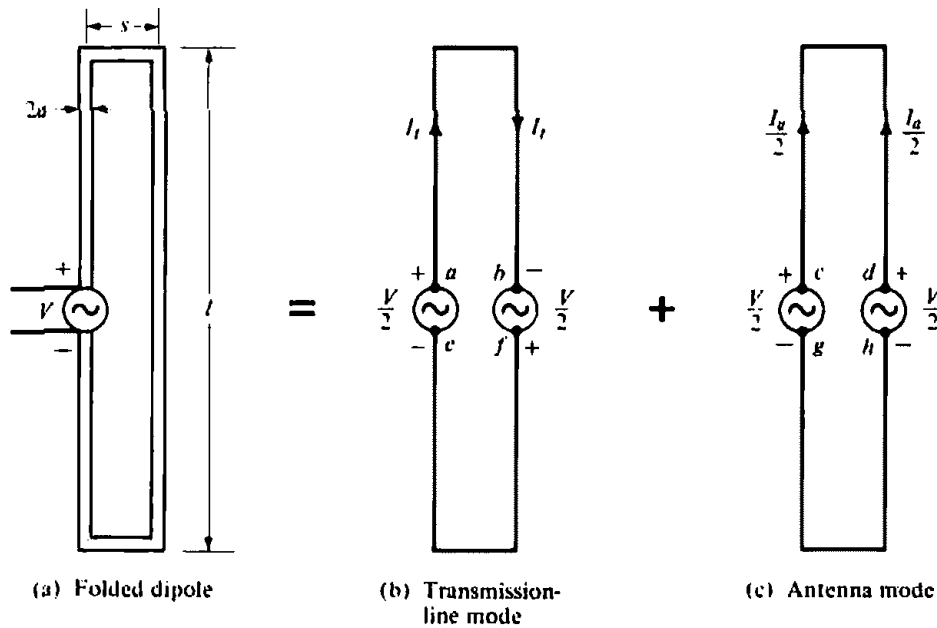 s
2a
l
+
V
−
(a) Folded dipole
=
I_t
I_t
+ a
b −
V/2
V/2
− e
f +
(b) Transmission-
line mode
+
I_a/2
I_a/2
+ c
d +
V/2
V/2
− g
h −
(c) Antenna mode